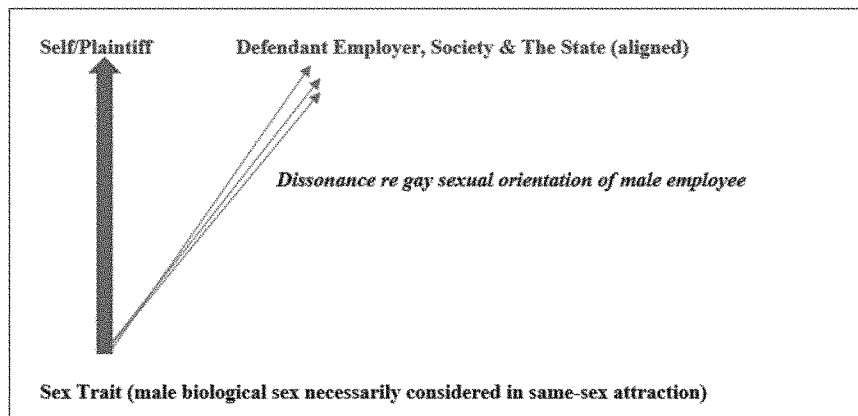 Self/Plaintiff
Defendant Employer, Society & The State (aligned)
Dissonance re gay sexual orientation of male employee
Sex Trait (male biological sex necessarily considered in same-sex attraction)